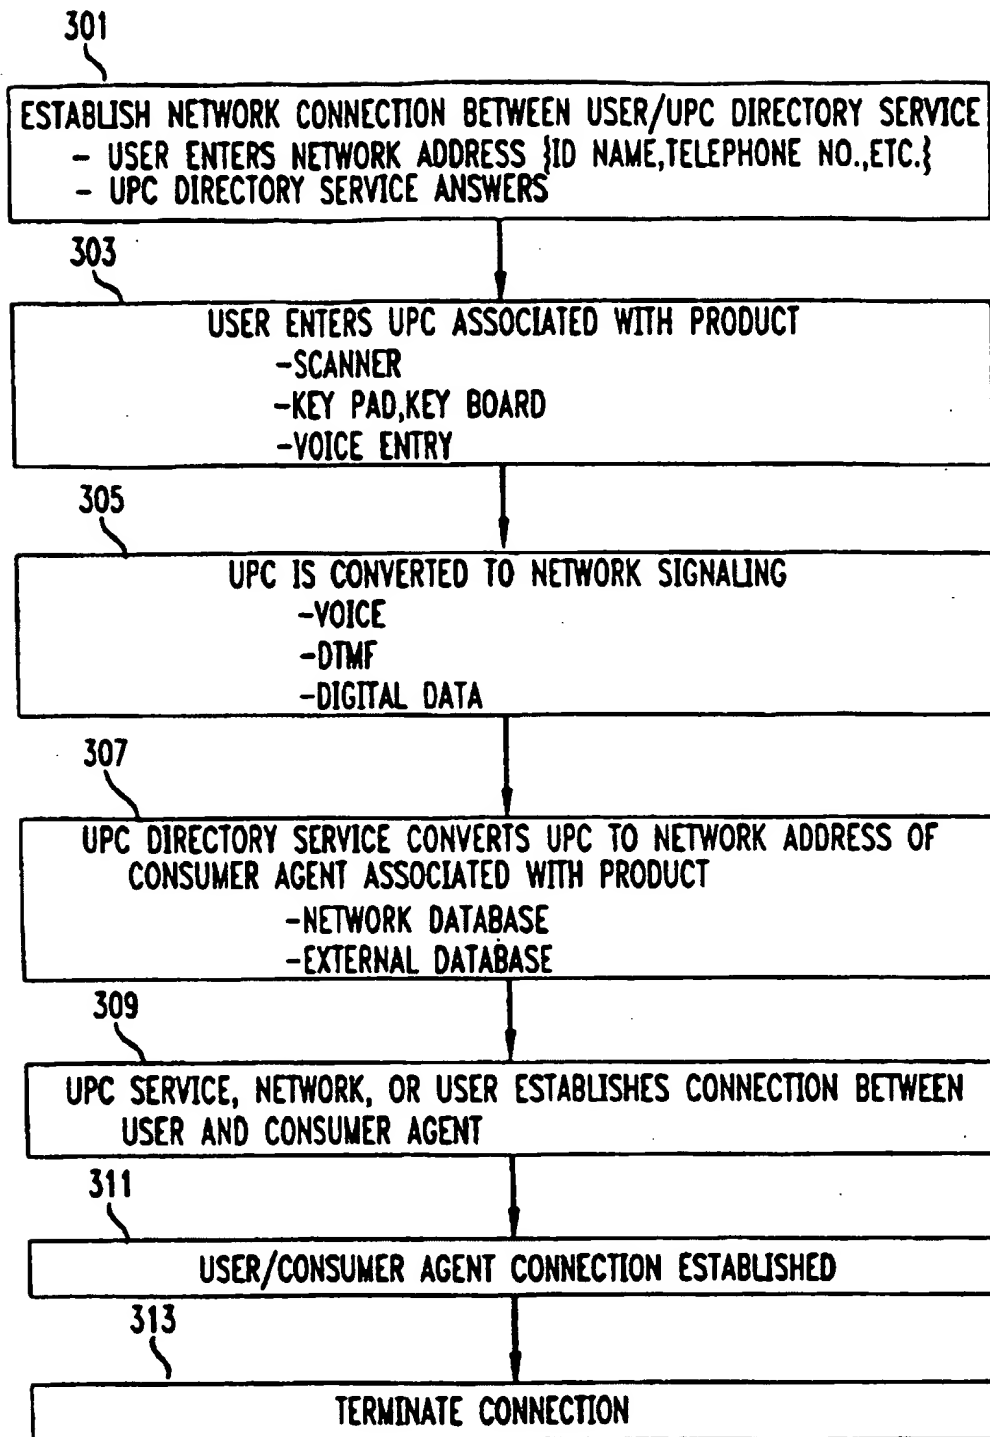 301
ESTABLISH NETWORK CONNECTION BETWEEN USER/UPC DIRECTORY SERVICE
- USER ENTERS NETWORK ADDRESS {ID NAME,TELEPHONE NO.,ETC.}
- UPC DIRECTORY SERVICE ANSWERS
303
USER ENTERS UPC ASSOCIATED WITH PRODUCT
-SCANNER
-KEY PAD,KEY BOARD
-VOICE ENTRY
305
UPC IS CONVERTED TO NETWORK SIGNALING
-VOICE
-DTMF
-DIGITAL DATA
307
UPC DIRECTORY SERVICE CONVERTS UPC TO NETWORK ADDRESS OF
CONSUMER AGENT ASSOCIATED WITH PRODUCT
-NETWORK DATABASE
-EXTERNAL DATABASE
309
UPC SERVICE, NETWORK, OR USER ESTABLISHES CONNECTION BETWEEN
USER AND CONSUMER AGENT
311
USER/CONSUMER AGENT CONNECTION ESTABLISHED
313
TERMINATE CONNECTION